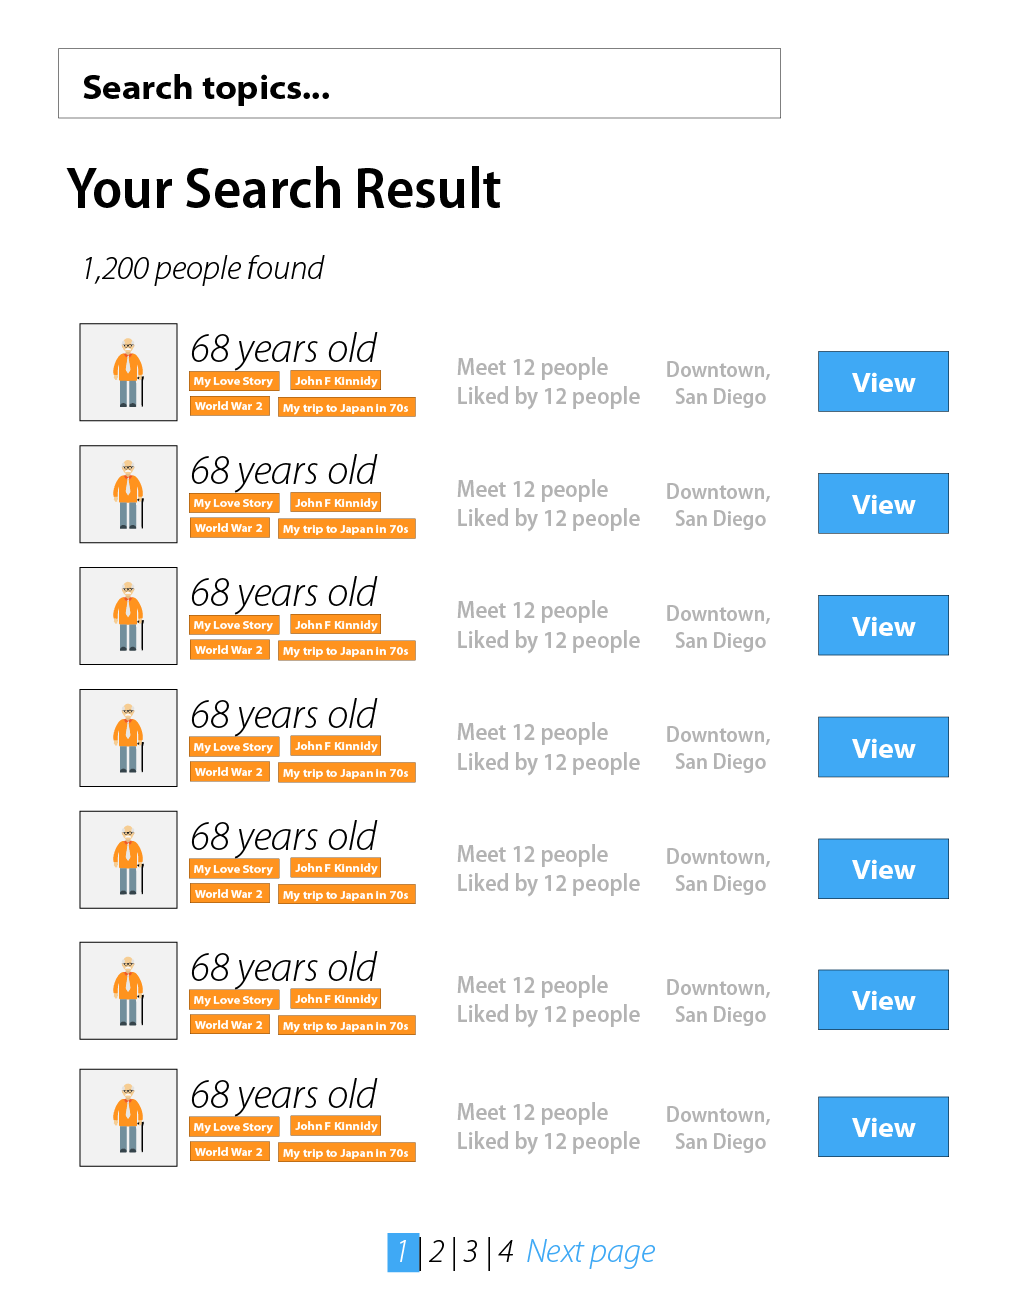 Search topics...
Your Search Result
1,200 people found
68 years old
My Love Story John F Kinnidy
World War 2 My trip to Japan in 70s
Meet 12 people
Liked by 12 people
Downtown,
San Diego
View
68 years old
My Love Story John F Kinnidy
World War 2 My trip to Japan in 70s
Meet 12 people
Liked by 12 people
Downtown,
San Diego
View
68 years old
My Love Story John F Kinnidy
World War 2 My trip to Japan in 70s
Meet 12 people
Liked by 12 people
Downtown,
San Diego
View
68 years old
My Love Story John F Kinnidy
World War 2 My trip to Japan in 70s
Meet 12 people
Liked by 12 people
Downtown,
San Diego
View
68 years old
My Love Story John F Kinnidy
World War 2 My trip to Japan in 70s
Meet 12 people
Liked by 12 people
Downtown,
San Diego
View
68 years old
My Love Story John F Kinnidy
World War 2 My trip to Japan in 70s
Meet 12 people
Liked by 12 people
Downtown,
San Diego
View
68 years old
My Love Story John F Kinnidy
World War 2 My trip to Japan in 70s
Meet 12 people
Liked by 12 people
Downtown,
San Diego
View
1 | 2 | 3 | 4 Next page